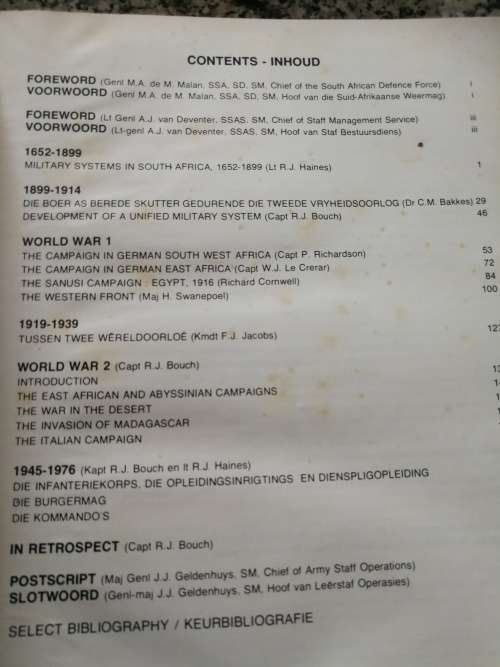 CONTENTS - INHOUD
FOREWORD (Genl M.A. de M. Malan, SSA, SD, SM, Chief of the South African Defence Force) i
VOORWOORD (Genl M.A. de M. Malan, SSA, SD, SM, Hoof van die Suid-Afrikaanse Weermag) i
FOREWORD (Lt Genl A.J. van Deventer, SSAS, SM, Chief of Staff Management Service) iii
VOORWOORD (Lt-genl A.J. van Deventer, SSAS, SM, Hoof van Staf Bestuursdiens) iii
1652-1899
MILITARY SYSTEMS IN SOUTH AFRICA, 1652-1899 (Lt R.J. Haines) 1
1899-1914
DIE BOER AS BEREDE SKUTTER GEDURENDE DIE TWEEDE VRYHEIDSOORLOG (Dr C.M. Bakkes) 29
DEVELOPMENT OF A UNIFIED MILITARY SYSTEM (Capt R.J. Bouch) 46
WORLD WAR 1
THE CAMPAIGN IN GERMAN SOUTH WEST AFRICA (Capt P. Richardson) 53
THE CAMPAIGN IN GERMAN EAST AFRICA (Capt W.J. Le Crerar) 72
THE SANUSI CAMPAIGN : EGYPT, 1916 (Richard Cornwell) 84
THE WESTERN FRONT (Maj H. Swanepoel) 100
1919-1939
TUSSEN TWEE WÊRELDOORLOË (Kmdt F.J. Jacobs)
WORLD WAR 2 (Capt R.J. Bouch)
INTRODUCTION
THE EAST AFRICAN AND ABYSSINIAN CAMPAIGNS
THE WAR IN THE DESERT
THE INVASION OF MADAGASCAR
THE ITALIAN CAMPAIGN
1945-1976 (Kapt R.J. Bouch en lt R.J. Haines)
DIE INFANTERIEKORPS, DIE OPLEIDINGSINRIGTINGS EN DIENSPLIGOPLEIDING
DIE BURGERMAG
DIE KOMMANDO'S
IN RETROSPECT (Capt R.J. Bouch)
POSTSCRIPT (Maj Genl J.J. Geldenhuys, SM, Chief of Army Staff Operations)
SLOTWOORD (Genl-maj J.J. Geldenhuys, SM, Hoof van Leërstaf Operasies)
SELECT BIBLIOGRAPHY / KEURBIBLIOGRAFIE